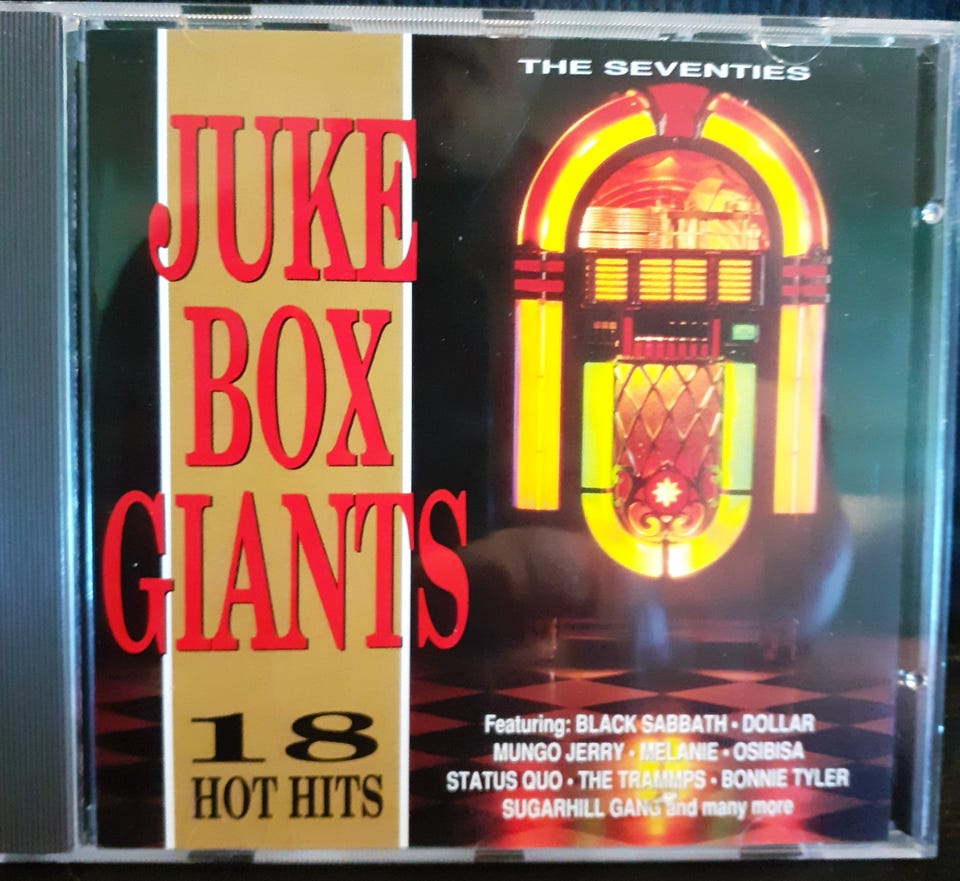 THE SEVENTIES
JUKE
BOX
GIANTS
18
HOT HITS
Featuring: BLACK SABBATH • DOLLAR
MUNGO JERRY • MELANIE • OSIBISA
STATUS QUO • THE TRAMMPS • BONNIE TYLER
SUGARHILL GANG and many more